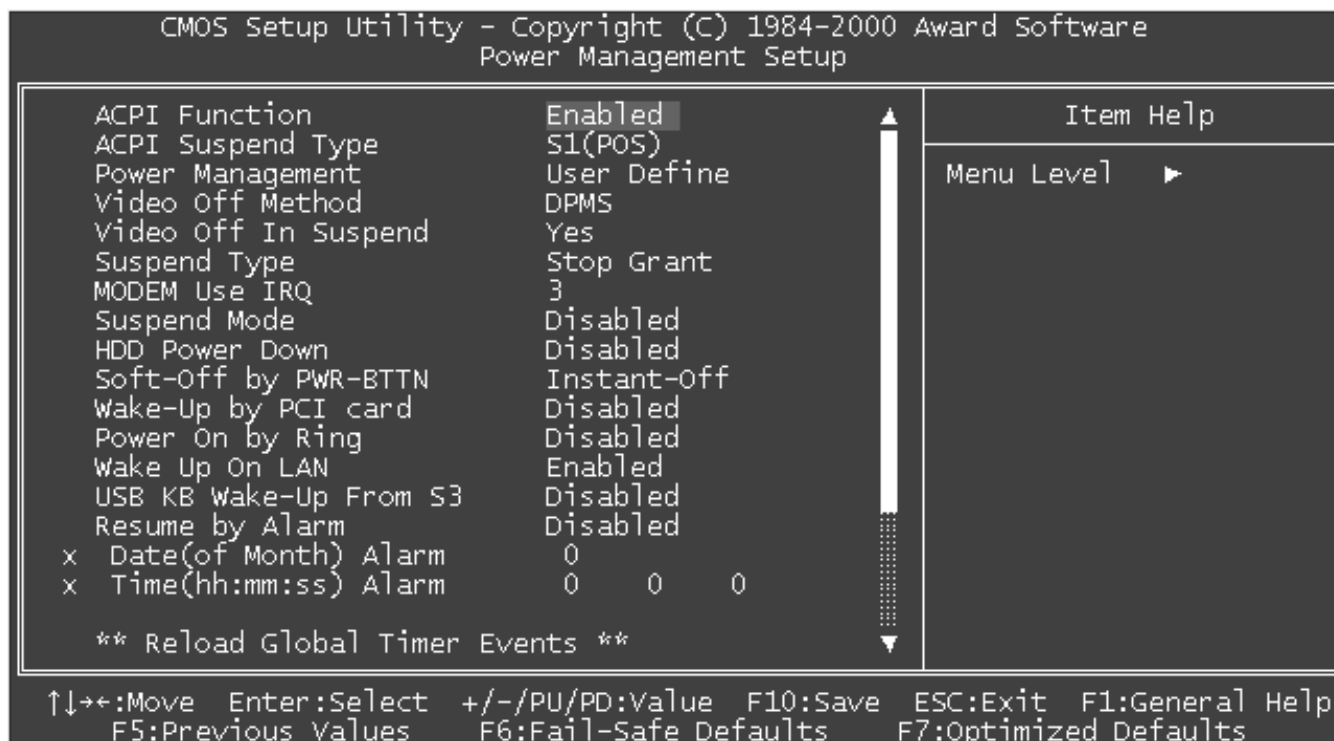 CMOS Setup Utility – Copyright (C) 1984–2000 Award Software
Power Management Setup
ACPI Function Enabled
ACPI Suspend Type S1(POS)
Power Management User Define
Video Off Method DPMS
Video Off In Suspend Yes
Suspend Type Stop Grant
MODEM Use IRQ 3
Suspend Mode Disabled
HDD Power Down Disabled
Soft-Off by PWR-BTTN Instant-Off
Wake-Up by PCI card Disabled
Power On by Ring Disabled
Wake Up On LAN Enabled
USB KB Wake-Up From S3 Disabled
Resume by Alarm Disabled
x Date(of Month) Alarm 0
x Time(hh:mm:ss) Alarm 0 0 0
** Reload Global Timer Events **
Item Help
Menu Level ►
↑↓→←:Move Enter:Select +/-/PU/PD:Value F10:Save ESC:Exit F1:General Help
F5:Previous Values F6:Fail-Safe Defaults F7:Optimized Defaults